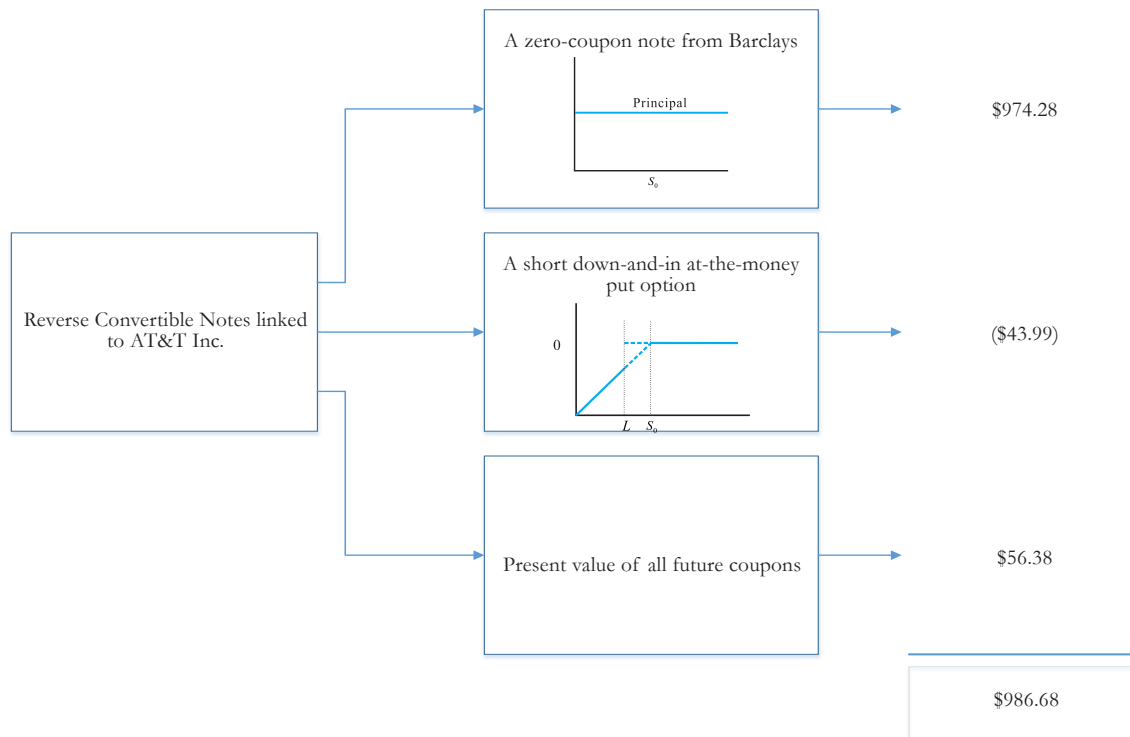 A zero-coupon note from Barclays
Principal
S₀
$974.28
Reverse Convertible Notes linked
to AT&T Inc.
A short down-and-in at-the-money
put option
0
L S₀
($43.99)
Present value of all future coupons
$56.38
$986.68